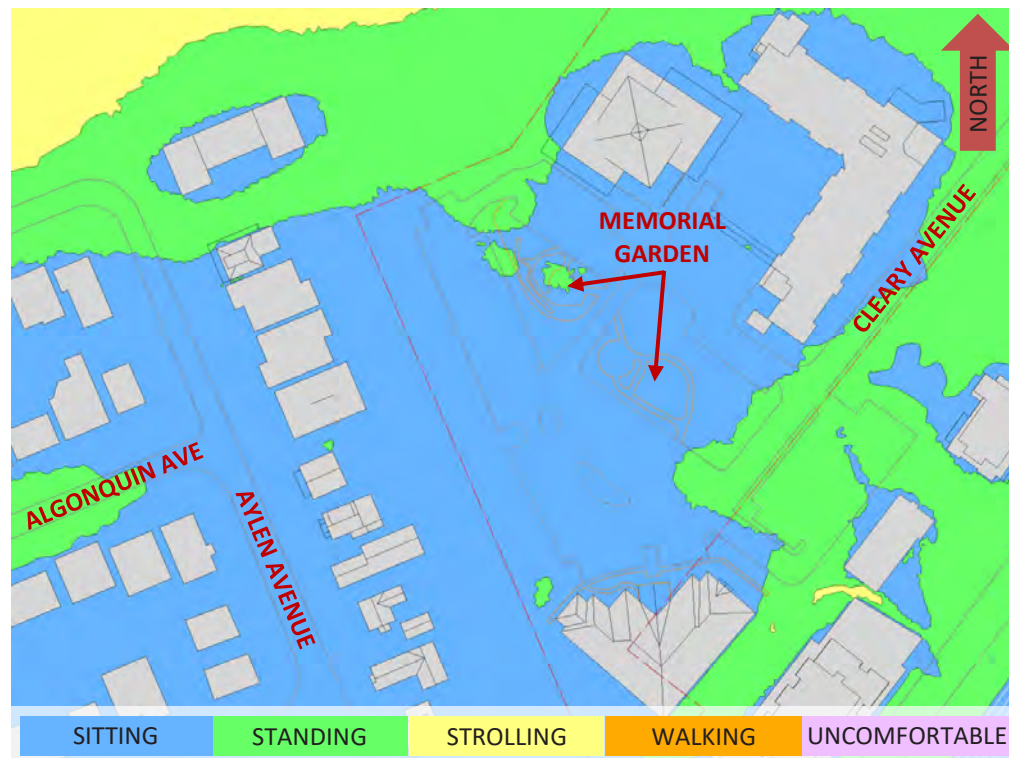 NORTH
MEMORIAL
GARDEN
CLEARY AVENUE
ALGONQUIN AVE
AYLEN AVENUE
SITTING
STANDING
STROLLING
WALKING
UNCOMFORTABLE